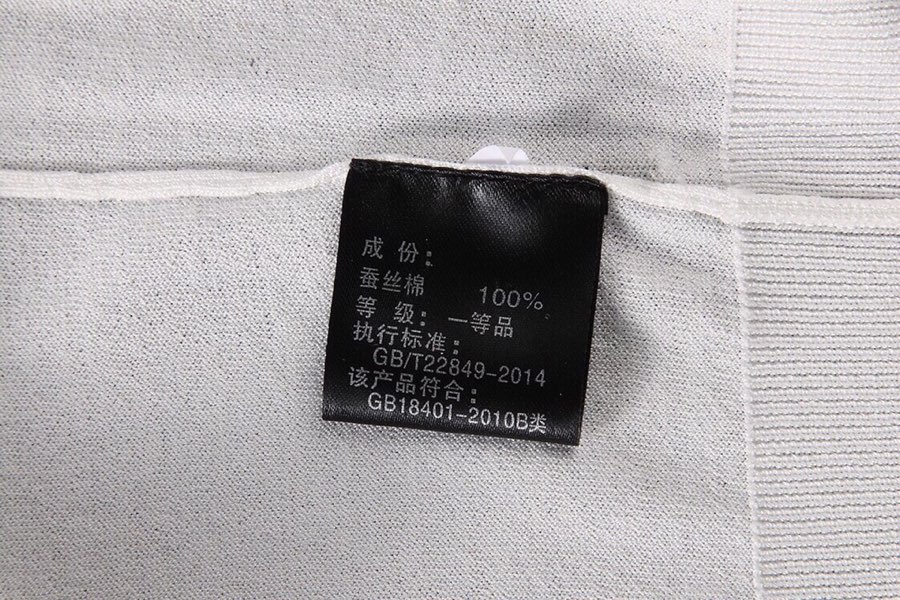 成 份：
蚕丝棉 100%
等 级：一等品
执行标准：
GB/T22849-2014
该产品符合：
GB18401-2010B类